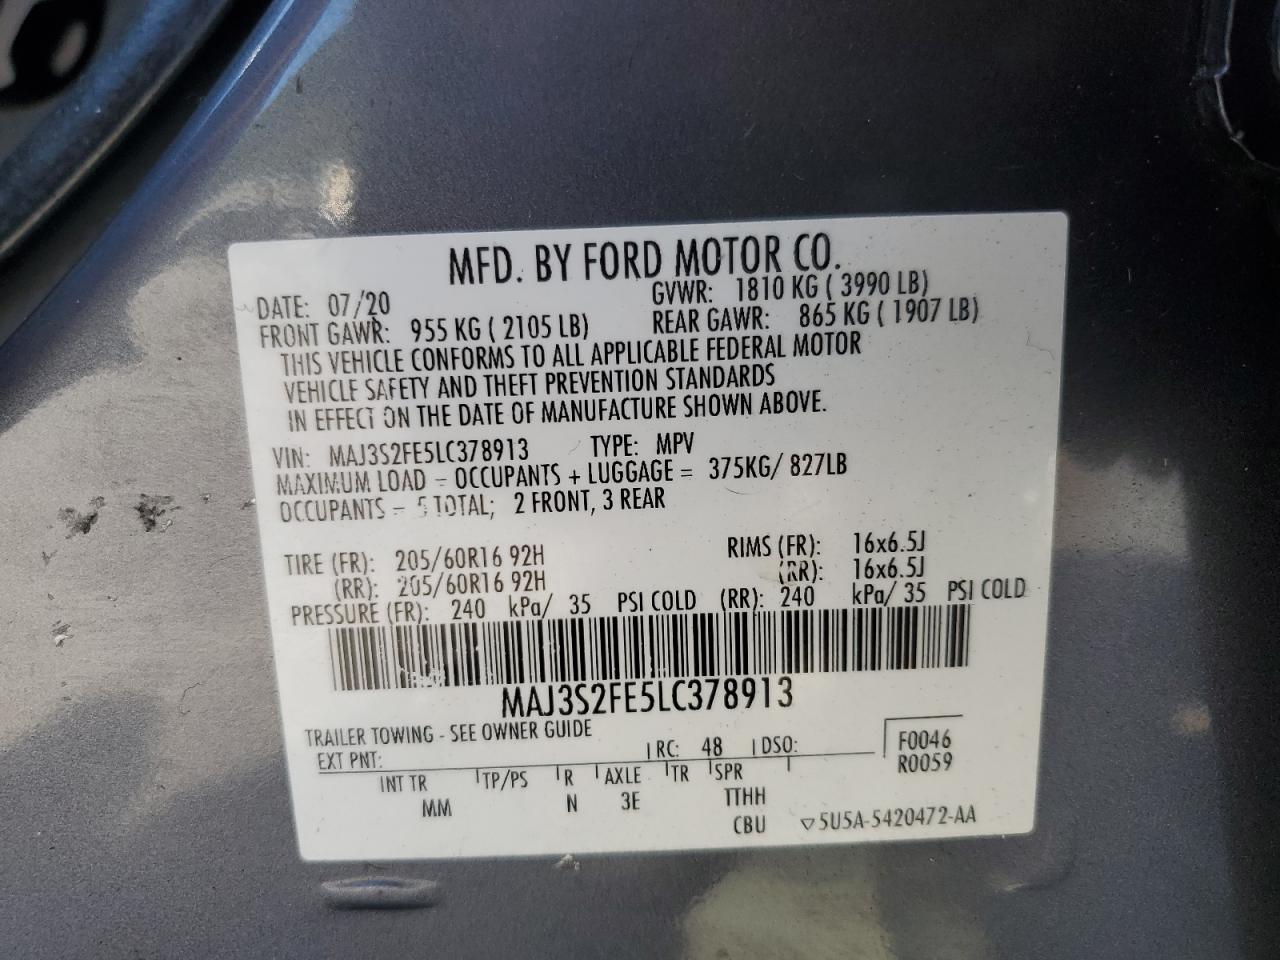 MFD. BY FORD MOTOR CO.
DATE: 07/20 GVWR: 1810 KG ( 3990 LB)
FRONT GAWR: 955 KG ( 2105 LB) REAR GAWR: 865 KG ( 1907 LB)
THIS VEHICLE CONFORMS TO ALL APPLICABLE FEDERAL MOTOR
VEHICLE SAFETY AND THEFT PREVENTION STANDARDS
IN EFFECT ON THE DATE OF MANUFACTURE SHOWN ABOVE.
VIN: MAJ3S2FE5LC378913 TYPE: MPV
MAXIMUM LOAD = OCCUPANTS + LUGGAGE = 375KG/ 827LB
OCCUPANTS = 5 TOTAL; 2 FRONT, 3 REAR
TIRE (FR): 205/60R16 92H RIMS (FR): 16x6.5J
(RR): 205/60R16 92H (RR): 16x6.5J
PRESSURE (FR): 240 kPa/ 35 PSI COLD (RR): 240 kPa/ 35 PSI COLD
MAJ3S2FE5LC378913
TRAILER TOWING - SEE OWNER GUIDE
EXT PNT: RC: 48 DSO: F0046
R0059
INT TR TP/PS R AXLE TR SPR
MM N 3E TTHH
CBU ▽5U5A-5420472-AA